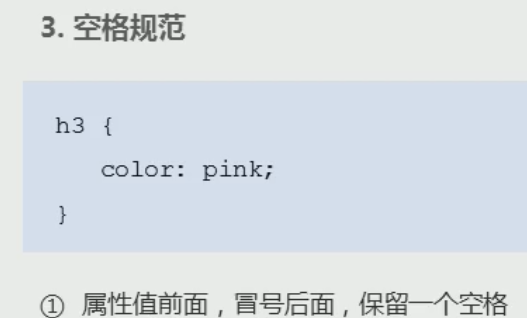 3. 空格规范
h3 {
color: pink;
}
① 属性值前面，冒号后面，保留一个空格